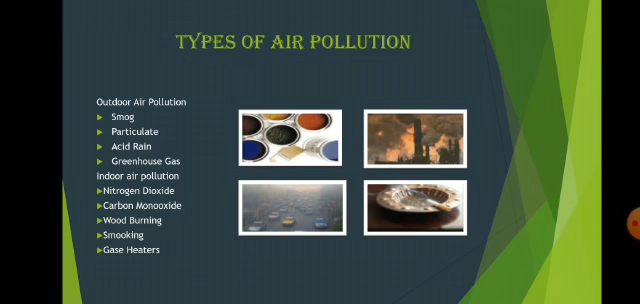 TYPES OF AIR POLLUTION
Outdoor Air Pollution
Smog
Particulate
Acid Rain
Greenhouse Gas
Indoor air pollution
Nitrogen Dioxide
Carbon Monooxide
Wood Burning
Smooking
Gase Heaters